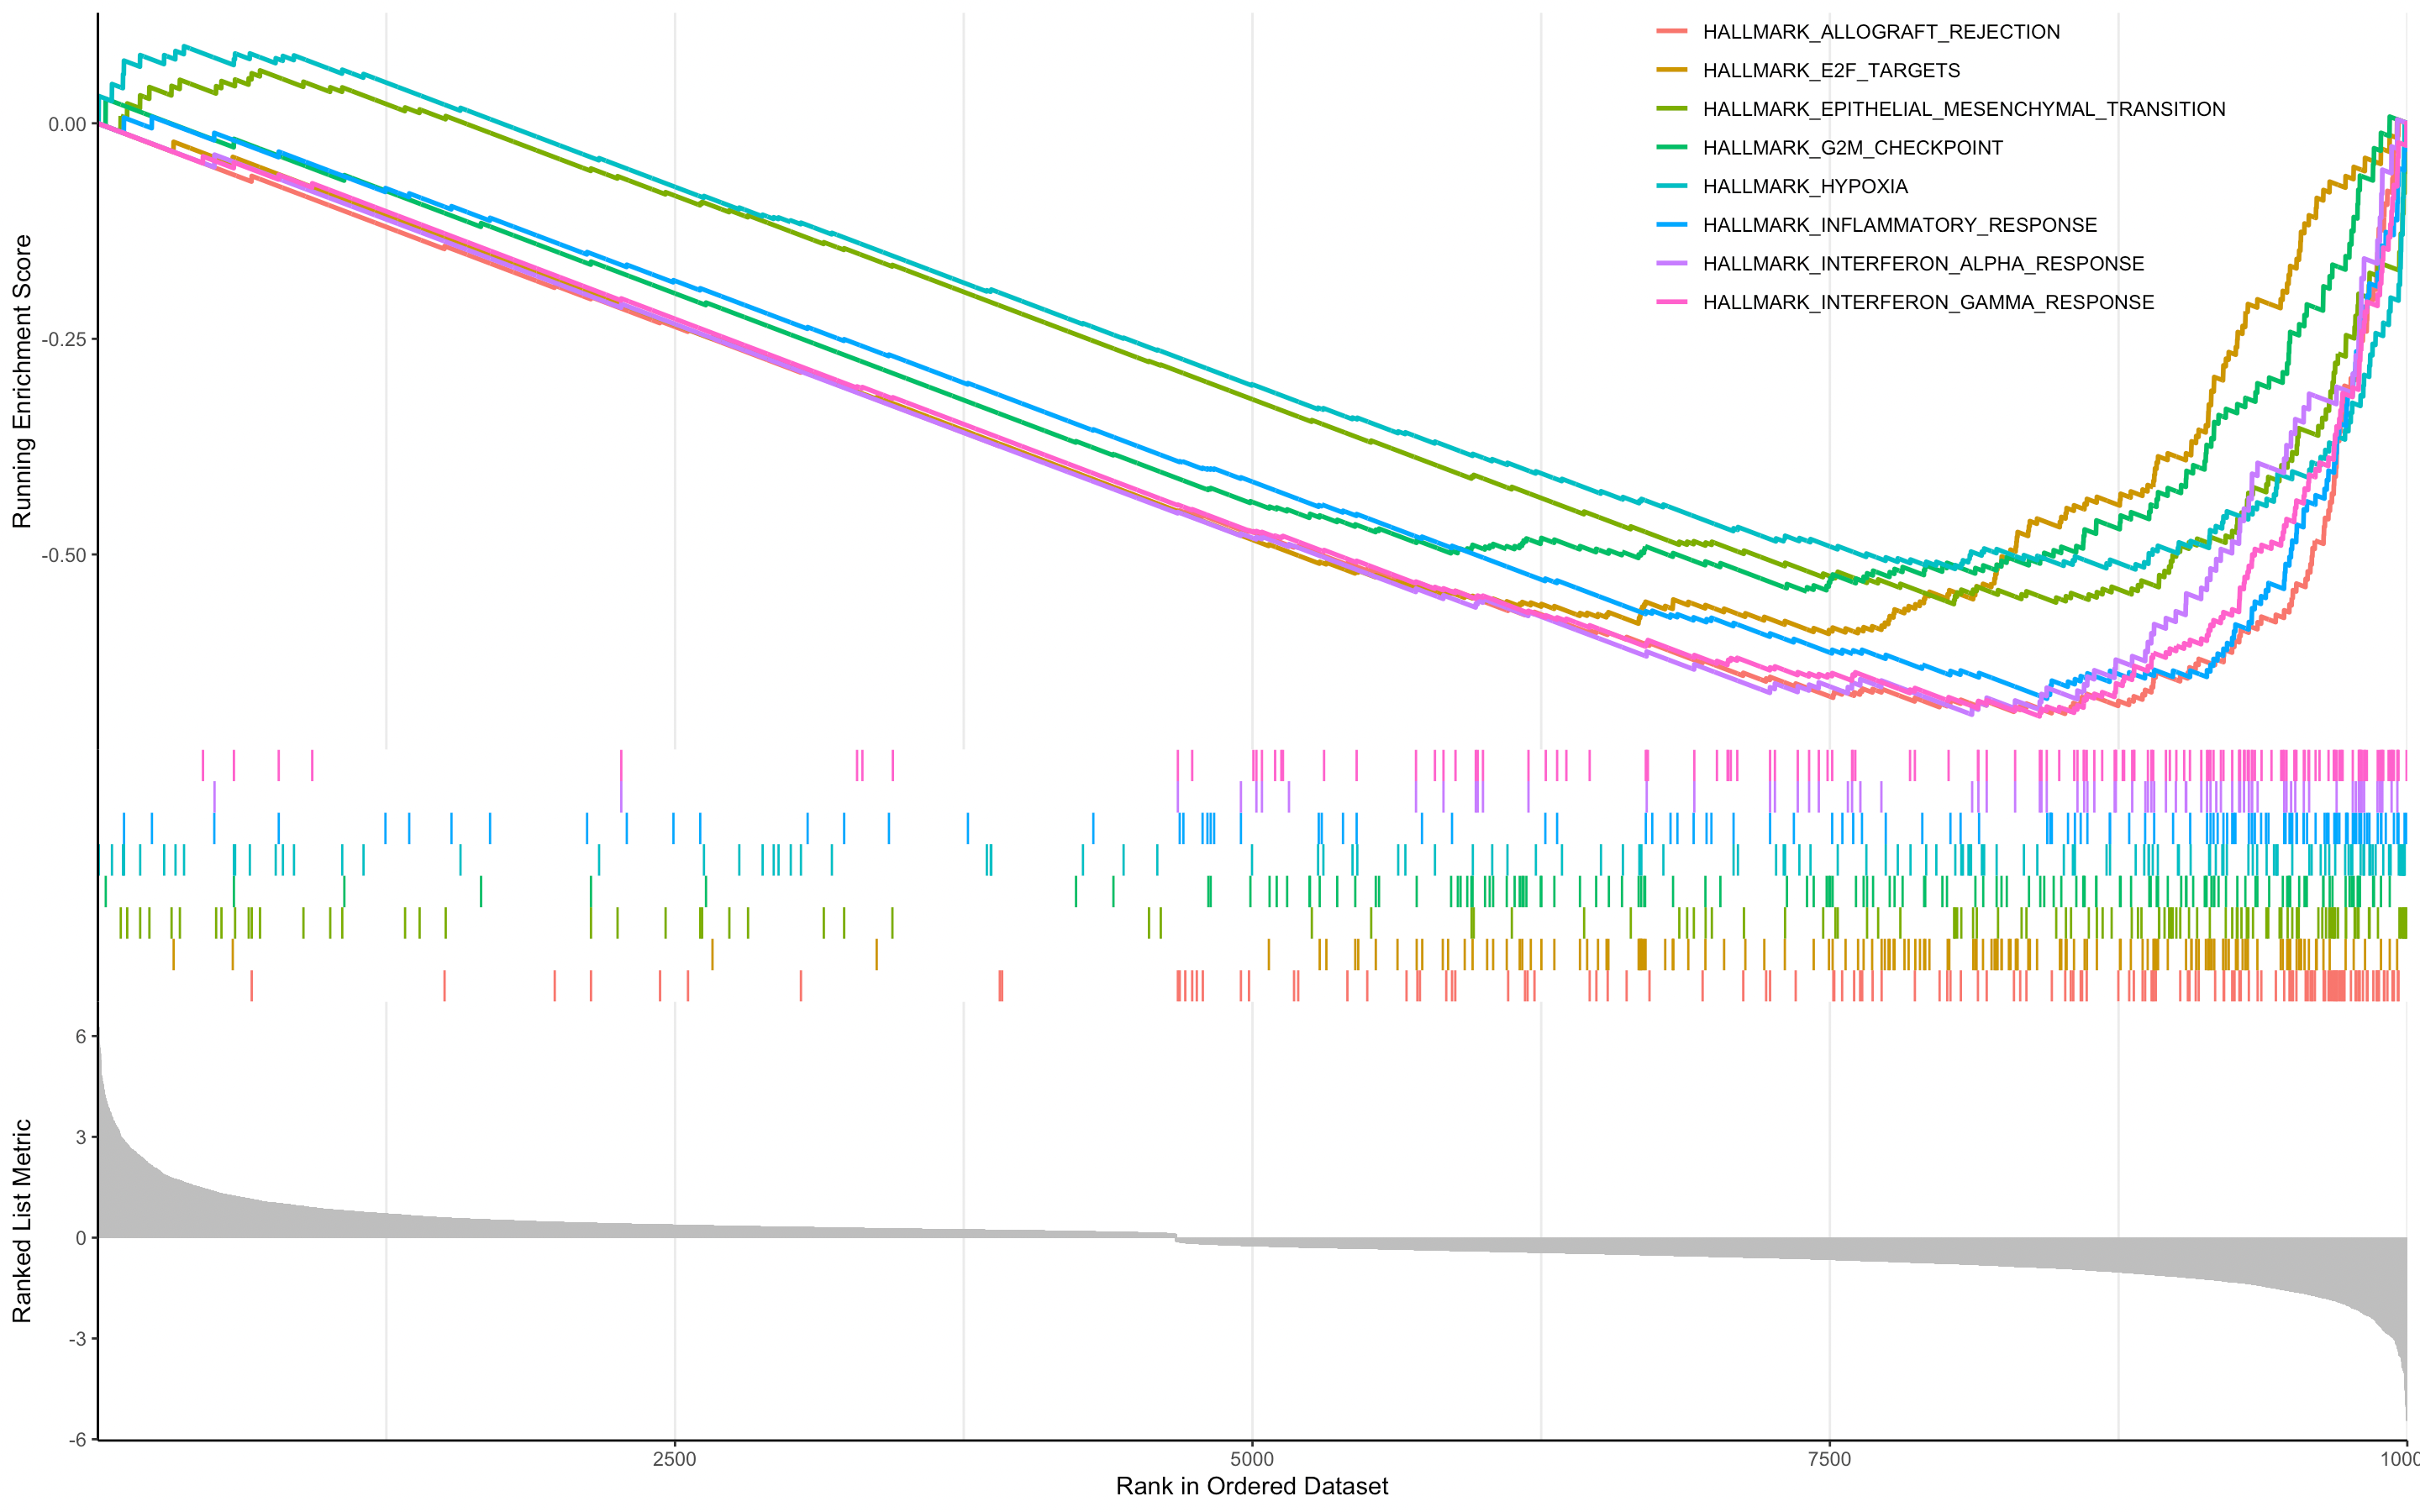 HALLMARK_ALLOGRAFT_REJECTION
HALLMARK_E2F_TARGETS
HALLMARK_EPITHELIAL_MESENCHYMAL_TRANSITION
HALLMARK_G2M_CHECKPOINT
HALLMARK_HYPOXIA
HALLMARK_INFLAMMATORY_RESPONSE
HALLMARK_INTERFERON_ALPHA_RESPONSE
HALLMARK_INTERFERON_GAMMA_RESPONSE
Running Enrichment Score
0.00
-0.25
-0.50
Ranked List Metric
6
3
0
-3
-6
2500
5000
7500
1000
Rank in Ordered Dataset